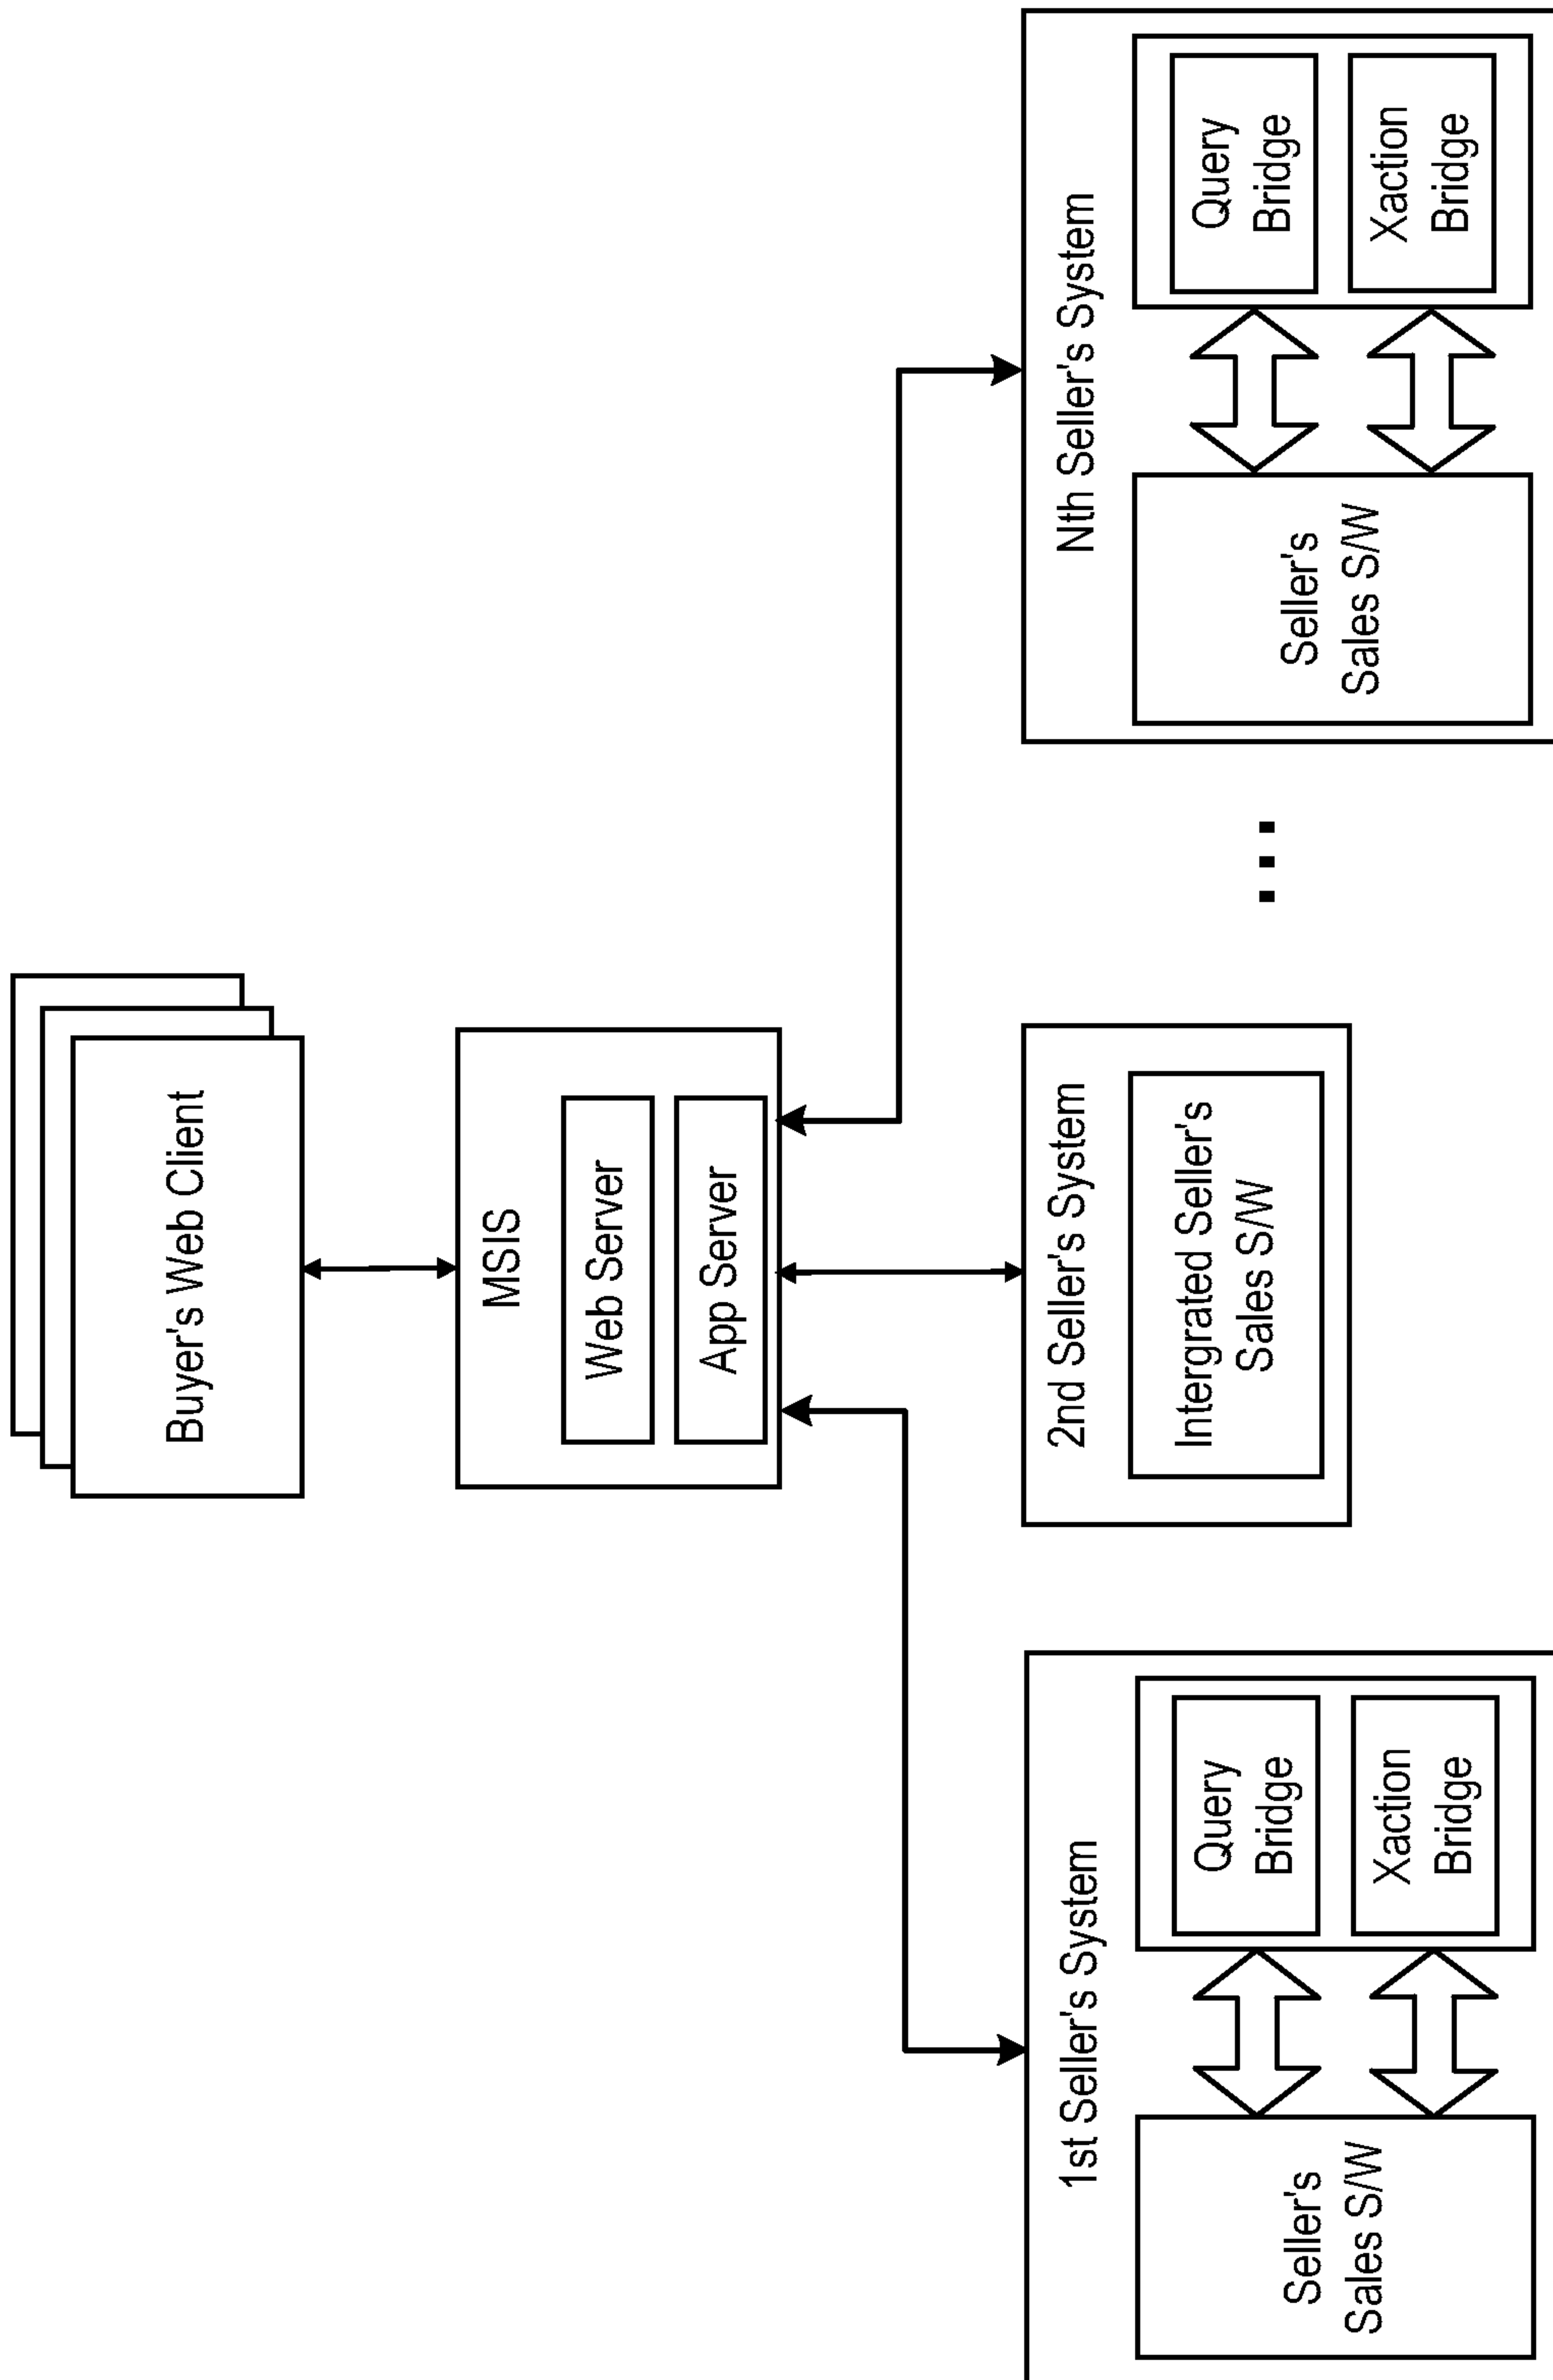 Buyer's Web Client
MSIS
Web Server
App Server
1st Seller's System
Seller's
Sales S/W
Query
Bridge
Xaction
Bridge
2nd Seller's System
Intergrated Seller's
Sales S/W
...
Nth Seller's System
Seller's
Sales S/W
Query
Bridge
Xaction
Bridge